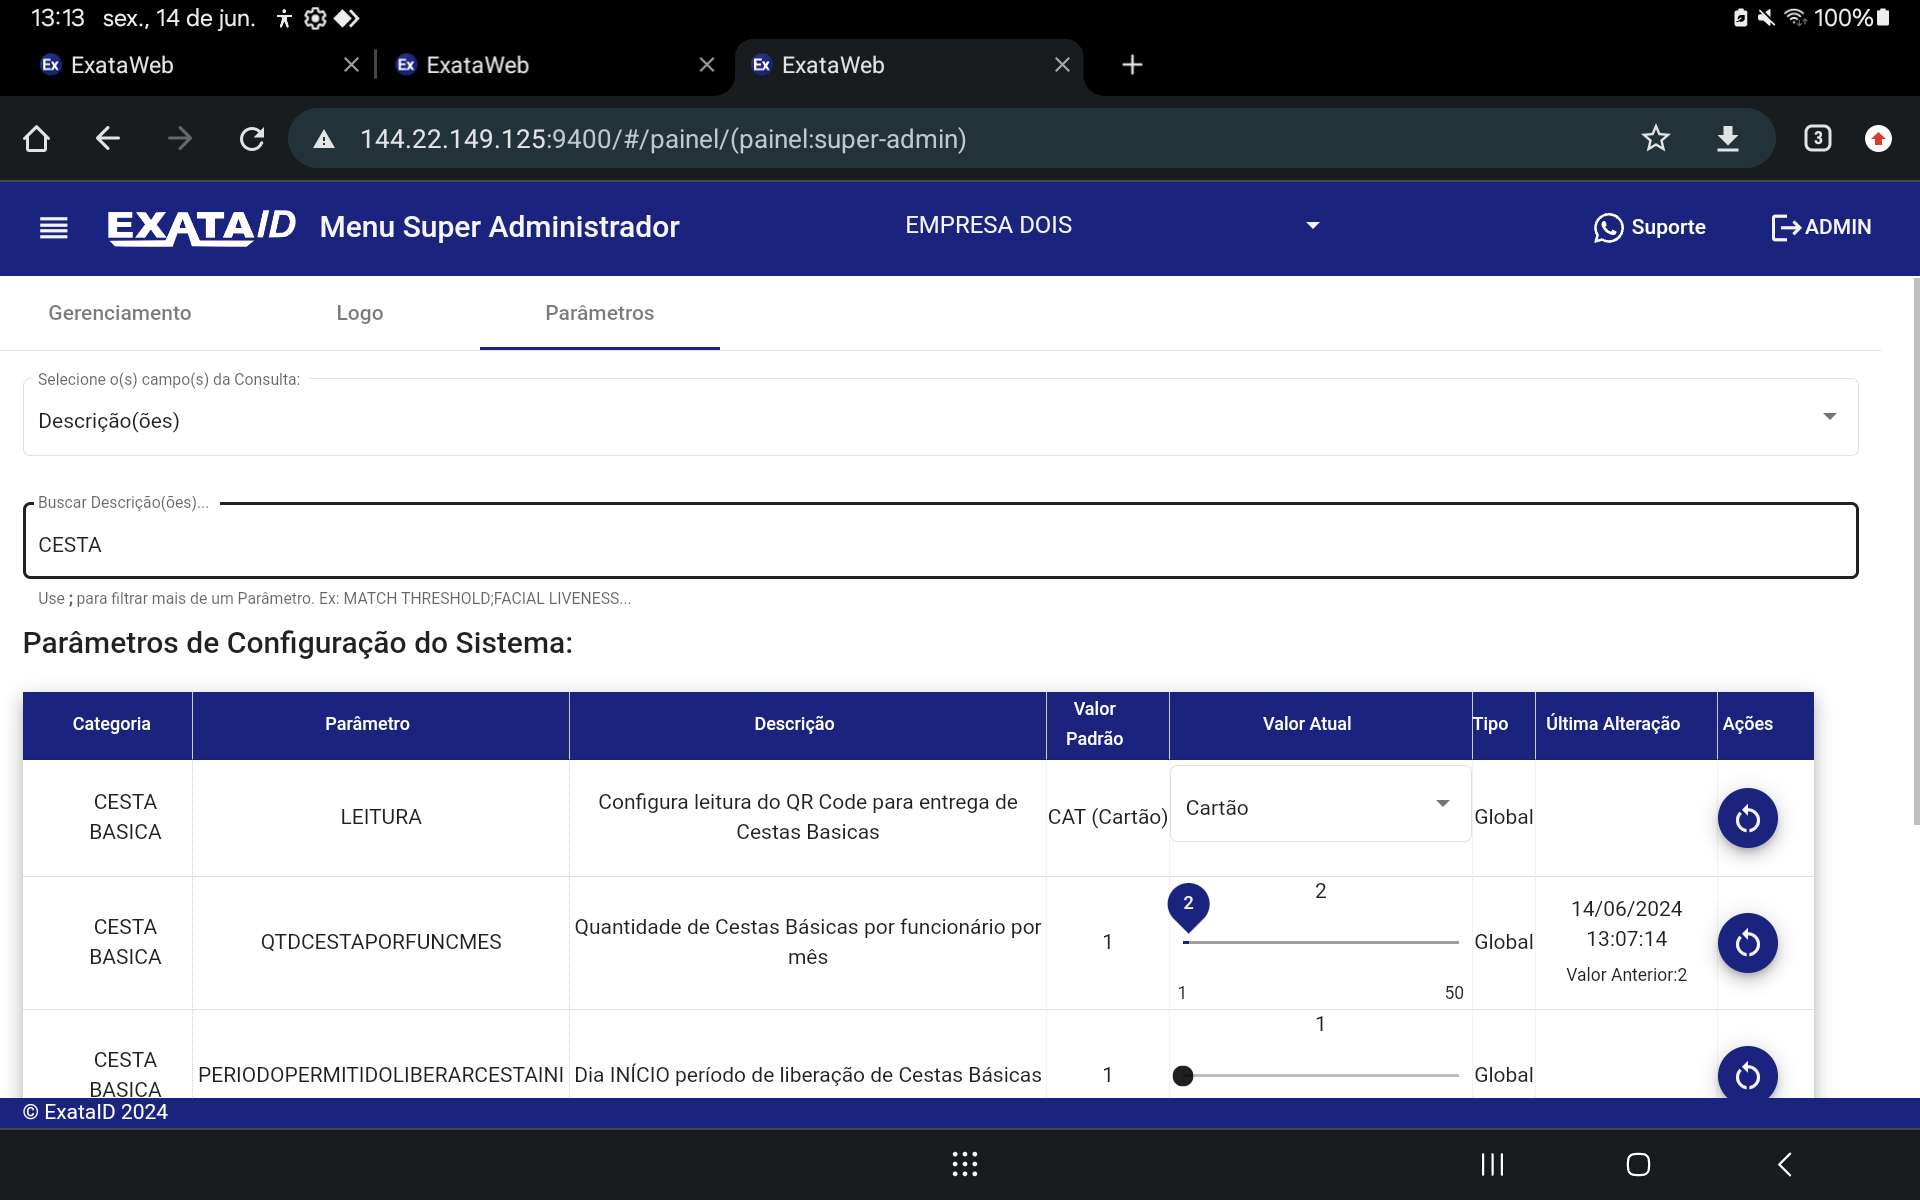 13:13 sex., 14 de jun.
100%
Ex ExataWeb
Ex ExataWeb
Ex ExataWeb
144.22.149.125:9400/#/painel/(painel:super-admin)
3
EXATAID Menu Super Administrador
EMPRESA DOIS
Suporte
ADMIN
Gerenciamento
Logo
Parâmetros
Selecione o(s) campo(s) da Consulta:
Descrição(ões)
Buscar Descrição(ões)...
CESTA
Use ; para filtrar mais de um Parâmetro. Ex: MATCH THRESHOLD;FACIAL LIVENESS...
Parâmetros de Configuração do Sistema:
Categoria
Parâmetro
Descrição
Valor
Padrão
Valor Atual
Tipo
Última Alteração
Ações
CESTA
BASICA
LEITURA
Configura leitura do QR Code para entrega de
Cestas Basicas
CAT (Cartão)
Cartão
Global
CESTA
BASICA
QTDCESTAPORFUNCMES
Quantidade de Cestas Básicas por funcionário por
mês
1
2
2
1
50
Global
14/06/2024
13:07:14
Valor Anterior:2
CESTA
BASICA
PERIODOPERMITIDOLIBERARCESTAINI
Dia INÍCIO período de liberação de Cestas Básicas
1
1
Global
© ExataID 2024